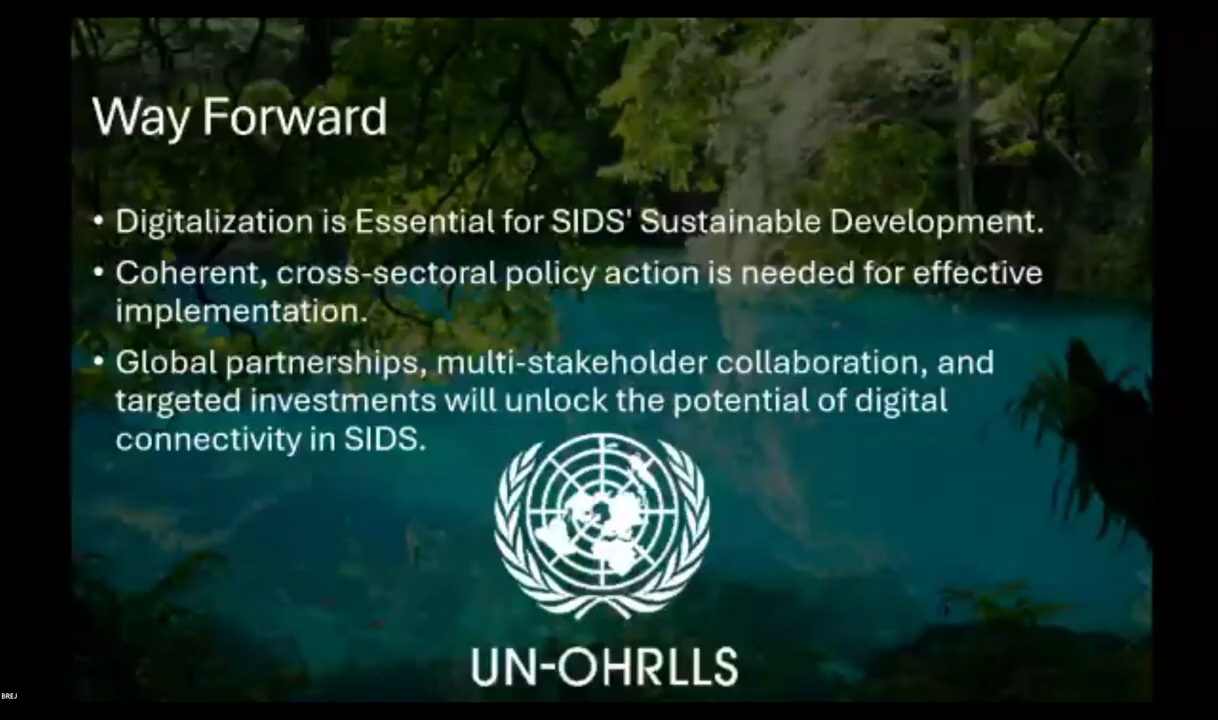 Way Forward
• Digitalization is Essential for SIDS' Sustainable Development.
• Coherent, cross-sectoral policy action is needed for effective
implementation.
• Global partnerships, multi-stakeholder collaboration, and
targeted investments will unlock the potential of digital
connectivity in SIDS.
UN-OHRLLS
BREJ